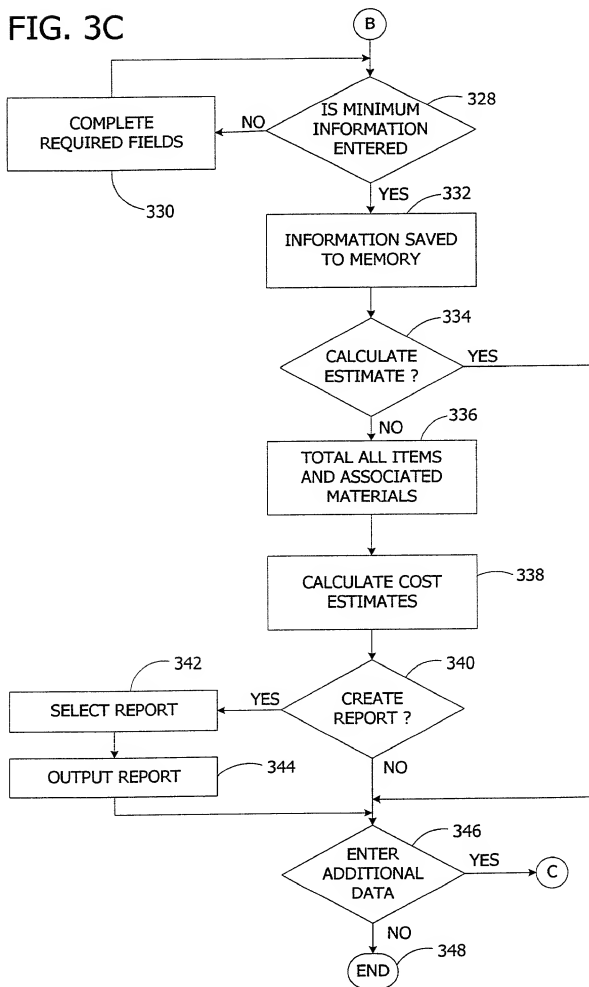 FIG. 3C
B
328
IS MINIMUM
INFORMATION
ENTERED
NO
COMPLETE
REQUIRED FIELDS
330
YES
332
INFORMATION SAVED
TO MEMORY
334
CALCULATE
ESTIMATE ?
YES
NO
336
TOTAL ALL ITEMS
AND ASSOCIATED
MATERIALS
338
CALCULATE COST
ESTIMATES
340
CREATE
REPORT ?
YES
342
SELECT REPORT
OUTPUT REPORT
344
NO
346
ENTER
ADDITIONAL
DATA
YES
C
NO
348
END